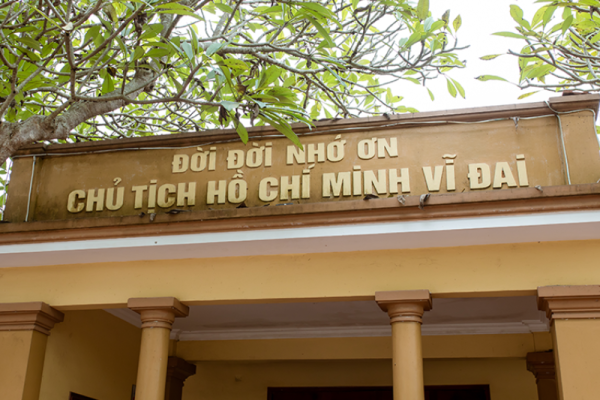 ĐỜI ĐỜI NHỚ ƠN
CHỦ TỊCH HỒ CHÍ MINH VĨ ĐẠI